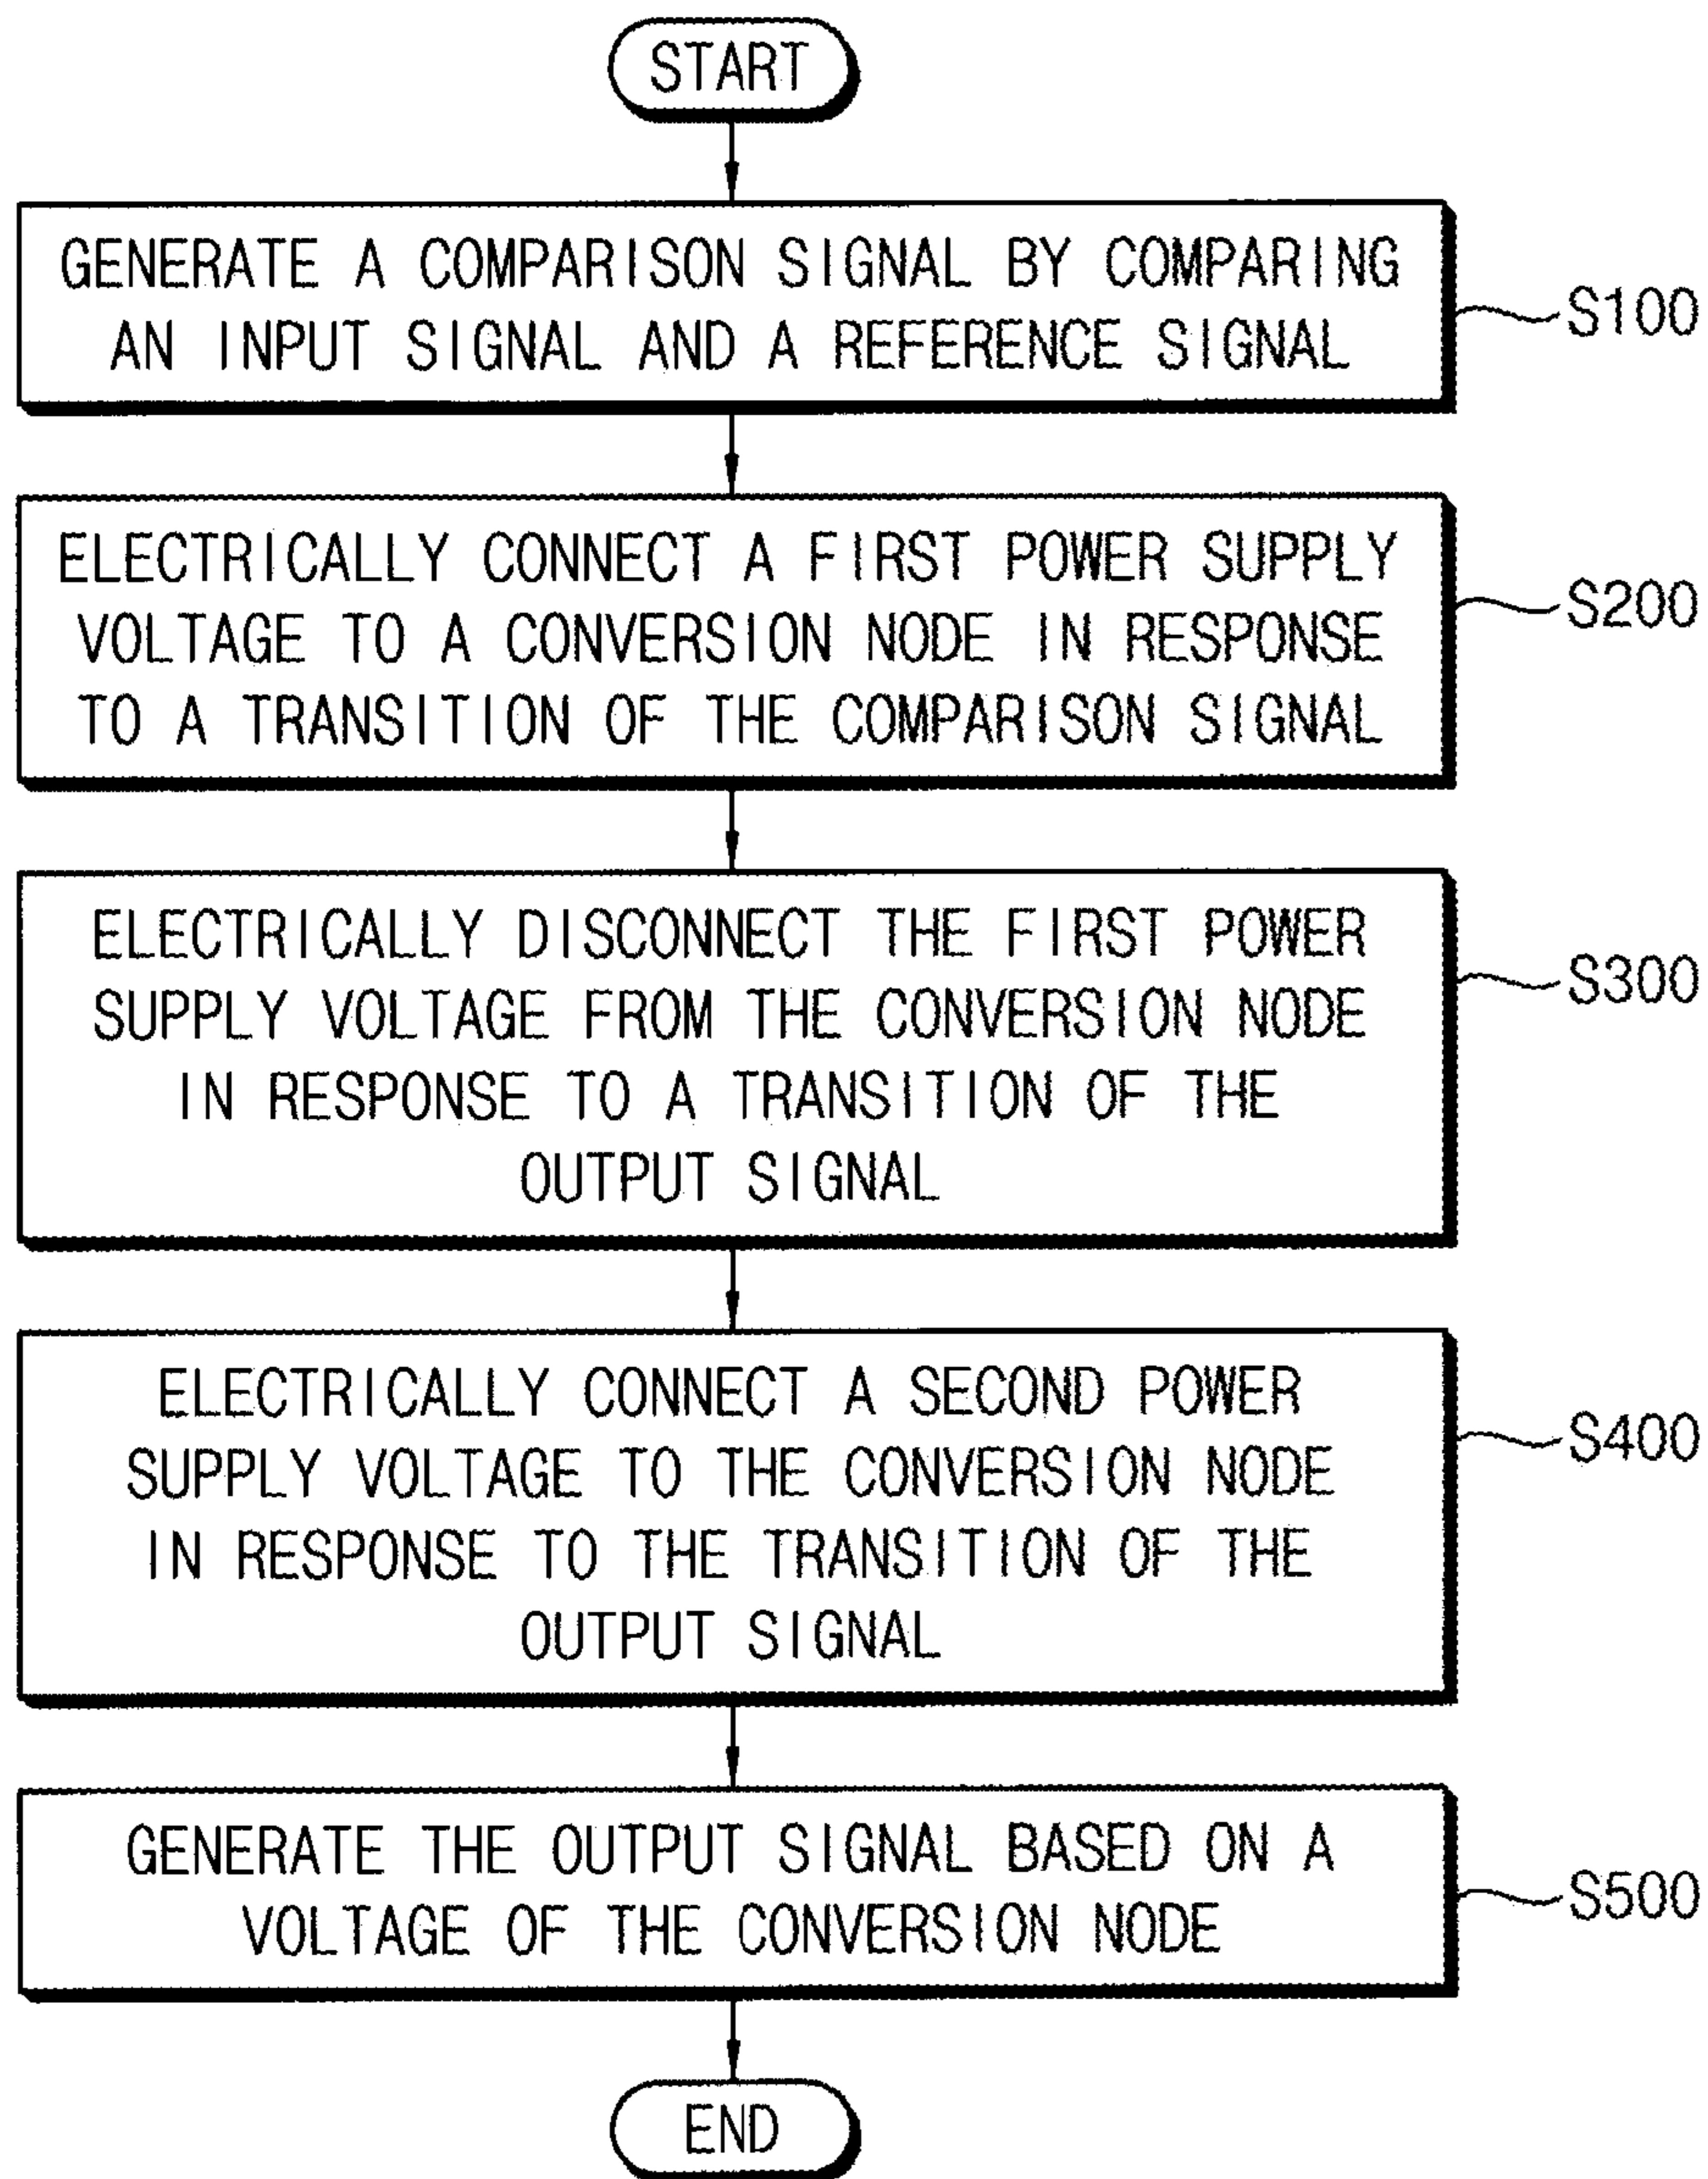 START
GENERATE A COMPARISON SIGNAL BY COMPARING
AN INPUT SIGNAL AND A REFERENCE SIGNAL
S100
ELECTRICALLY CONNECT A FIRST POWER SUPPLY
VOLTAGE TO A CONVERSION NODE IN RESPONSE
TO A TRANSITION OF THE COMPARISON SIGNAL
S200
ELECTRICALLY DISCONNECT THE FIRST POWER
SUPPLY VOLTAGE FROM THE CONVERSION NODE
IN RESPONSE TO A TRANSITION OF THE
OUTPUT SIGNAL
S300
ELECTRICALLY CONNECT A SECOND POWER
SUPPLY VOLTAGE TO THE CONVERSION NODE
IN RESPONSE TO THE TRANSITION OF THE
OUTPUT SIGNAL
S400
GENERATE THE OUTPUT SIGNAL BASED ON A
VOLTAGE OF THE CONVERSION NODE
S500
END